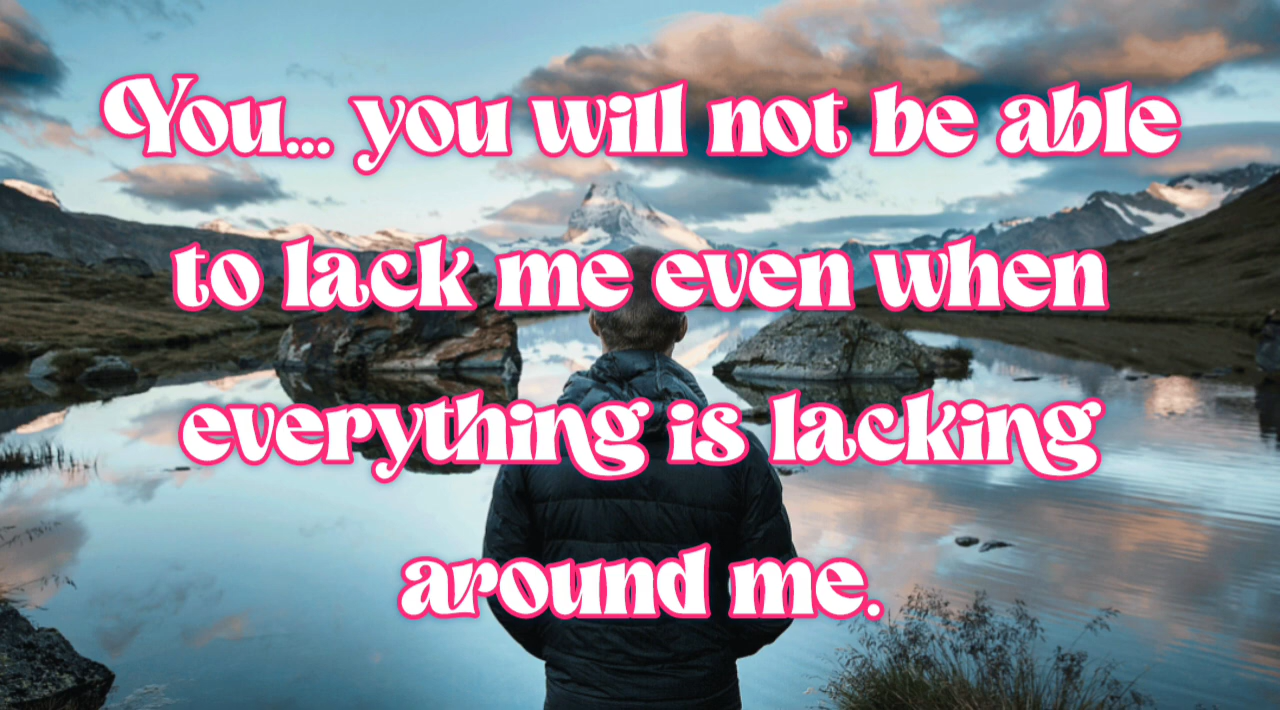 You... you will not be able
to lack me even when
everything is lacking
around me.